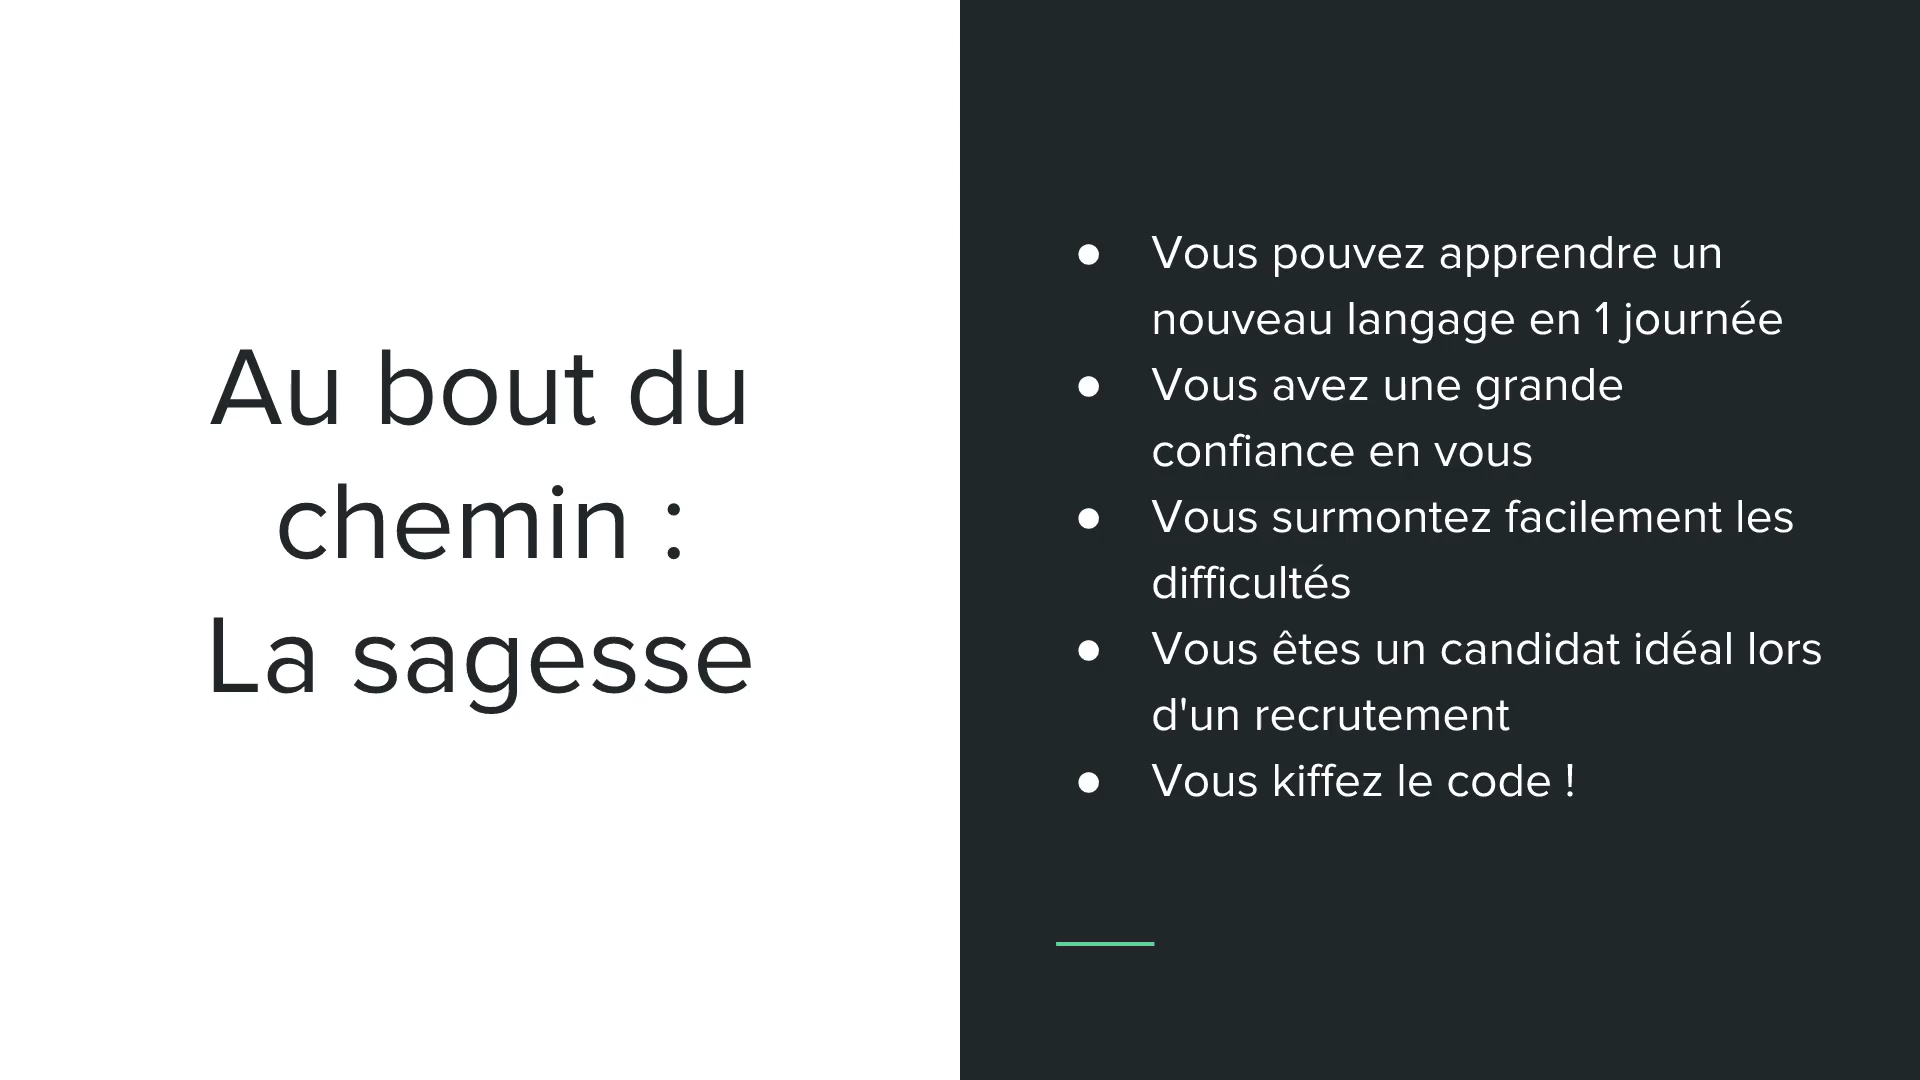 Au bout du
chemin :
La sagesse
● Vous pouvez apprendre un
nouveau langage en 1 journée
● Vous avez une grande
confiance en vous
● Vous surmontez facilement les
difficultés
● Vous êtes un candidat idéal lors
d'un recrutement
● Vous kiffez le code !